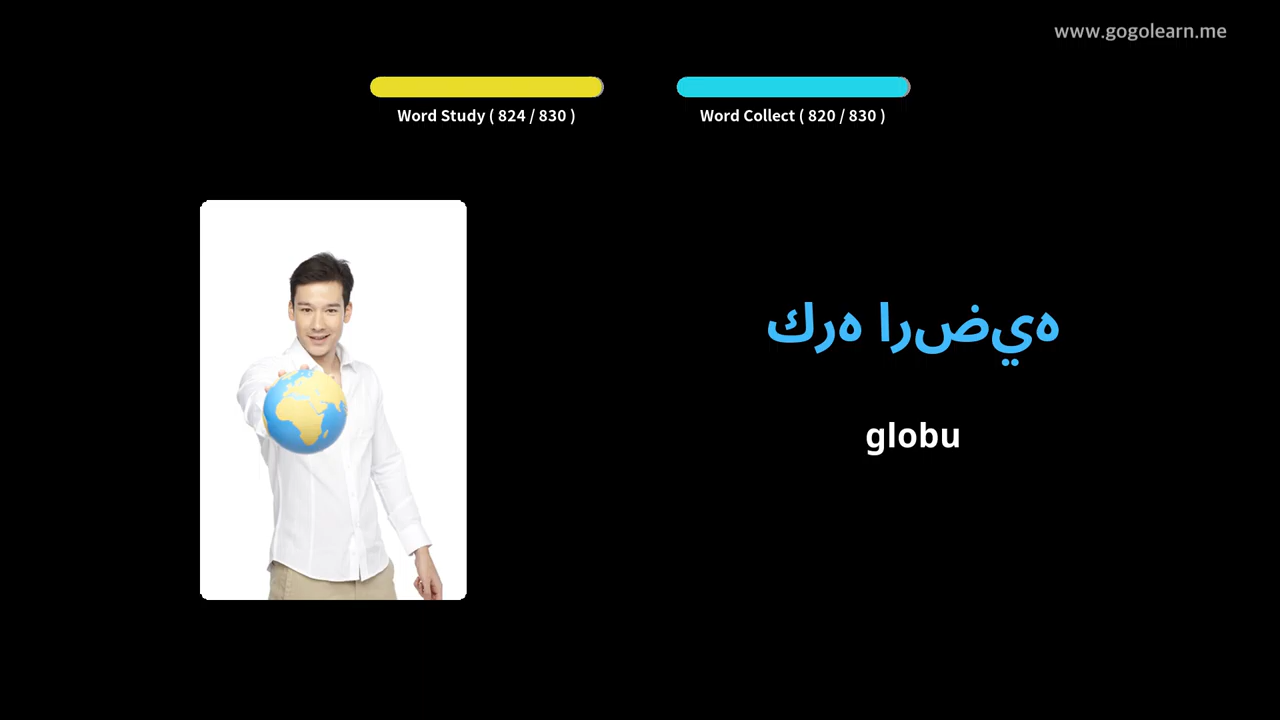 www.gogolearn.me
Word Study ( 824 / 830 )
Word Collect ( 820 / 830 )
كره ارضيه
globu